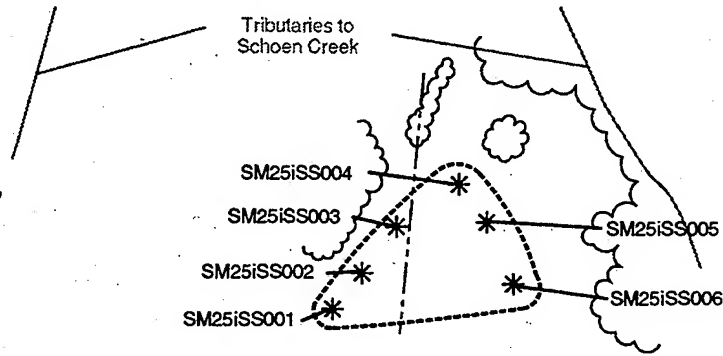 Tributaries to
Schoen Creek
SM25iSS004
SM25iSS003
SM25iSS005
SM25iSS002
SM25iSS006
SM25iSS001